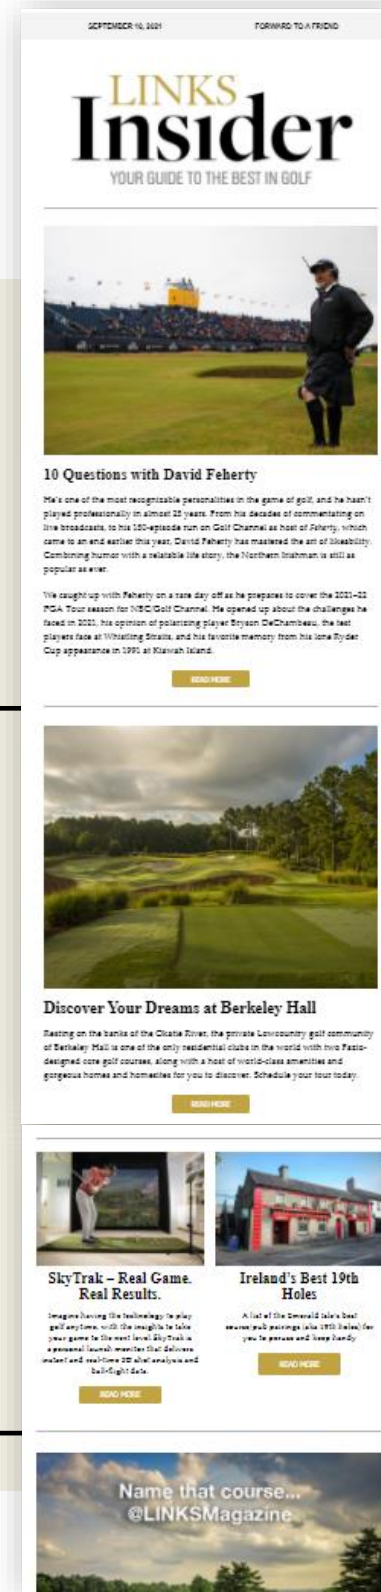 SEPTEMBER 10, 2021
FORWARD TO A FRIEND
LINKS
Insider
YOUR GUIDE TO THE BEST IN GOLF
10 Questions with David Feherty
He's one of the most recognizable personalities in the game of golf, and he hasn't
played professionally in almost 25 years. From his decades of commentating on
live broadcasts, to his 150-episode run on Golf Channel as host of Feherty, which
came to an end earlier this year, David Feherty has mastered the art of likeability.
Combining humor with a relatable life story, the Northern Irishman is still as
popular as ever.
We caught up with Feherty on a rare day off as he prepares to cover the 2021–22
PGA Tour season for NBC/Golf Channel. He opened up about the challenges he
faced in 2021, his opinion of polarizing player Bryson DeChambeau, the test
players face at Whistling Straits, and his favorite memory from his lone Ryder
Cup appearance in 1991 at Kiawah Island.
READ MORE
Discover Your Dreams at Berkeley Hall
Resting on the banks of the Okatie River, the private Lowcountry golf community
of Berkeley Hall is one of the only residential clubs in the world with two Fazio-
designed core golf courses, along with a host of world-class amenities and
gorgeous homes and homesites for you to discover. Schedule your tour today.
READ MORE
SkyTrak – Real Game.
Real Results.
Imagine having the technology to play
golf anytime, with the insights to take
your game to the next level. SkyTrak is
a personal launch monitor that delivers
instant and real-time 3D shot analysis and
ball-flight data.
READ MORE
Ireland's Best 19th
Holes
A list of the Emerald Isle's best
course/pub pairings (aka 19th holes) for
you to peruse and keep handy
READ MORE
Name that course...
@LINKSMagazine